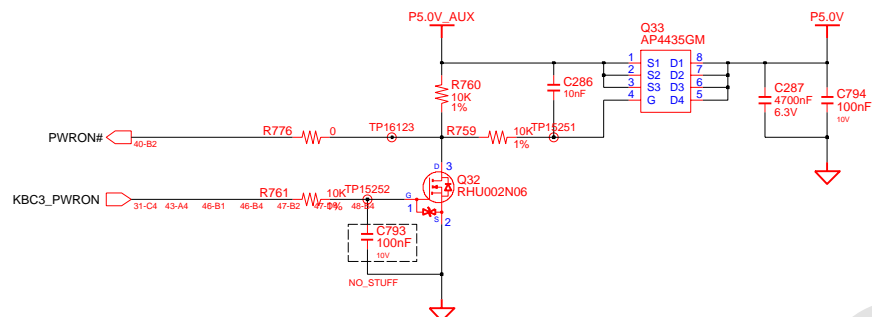 P5.0V_AUX
P5.0V
Q33
AP4435GM
1 S1 D1 8
2 S2 D2 7
3 S3 D3 6
4 G D4 5
R760
10K
1%
C286
10nF
C287
4700nF
6.3V
C794
100nF
10V
PWRON#
40-B2
R776 0
TP16123
R759 10K
1%
TP15251
D 3
Q32
RHU002N06
KBC3_PWRON
R761 10K
1%
TP15252
G
1
S 2
31-C4 43-A4 46-B1 46-B4 47-B2 48-B4
C793
100nF
10V
NO_STUFF